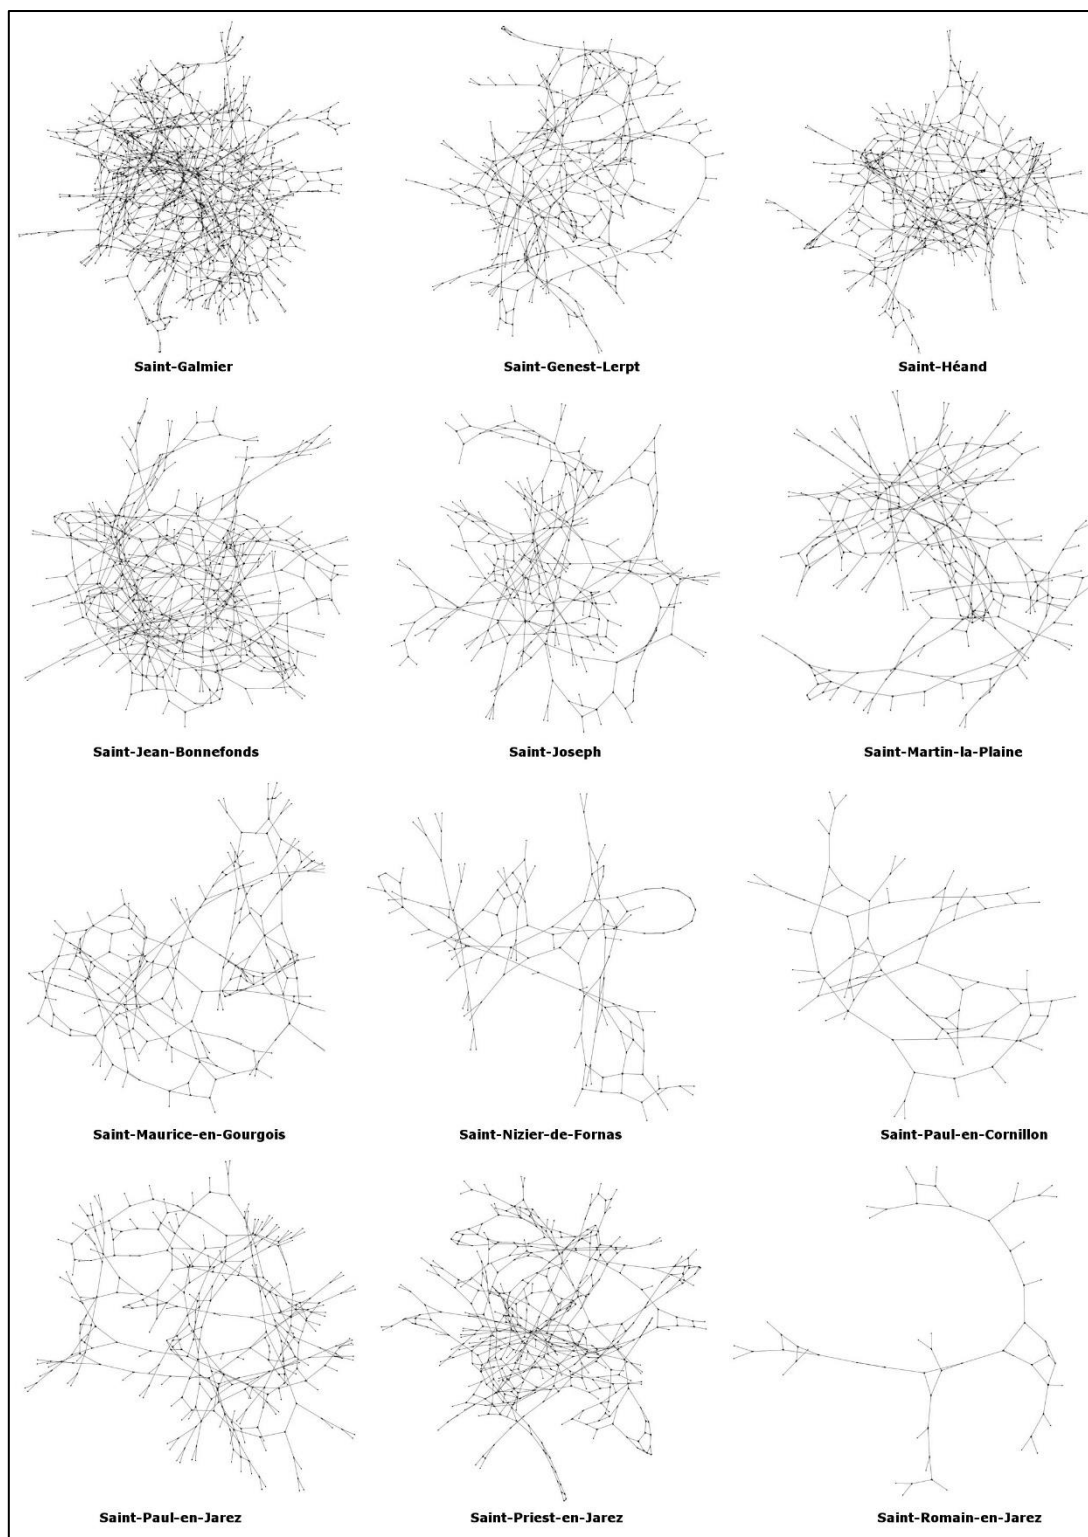 Saint-Galmier
Saint-Genest-Lerpt
Saint-Héand
Saint-Jean-Bonnefonds
Saint-Joseph
Saint-Martin-la-Plaine
Saint-Maurice-en-Gourgois
Saint-Nizier-de-Fornas
Saint-Paul-en-Cornillon
Saint-Paul-en-Jarez
Saint-Priest-en-Jarez
Saint-Romain-en-Jarez